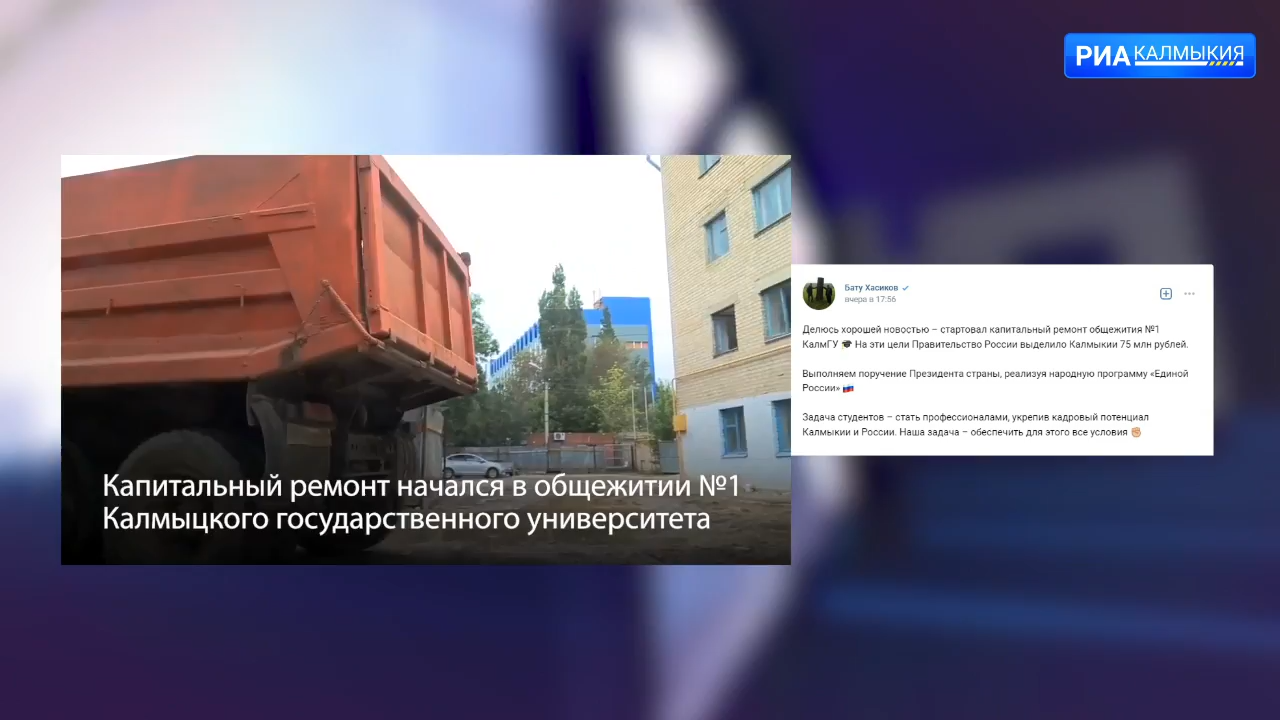 РИА КАЛМЫКИЯ
Капитальный ремонт начался в общежитии №1
Калмыцкого государственного университета
Бату Хасиков
вчера в 17:56
Делюсь хорошей новостью – стартовал капитальный ремонт общежития №1
КалмГУ 🎓 На эти цели Правительство России выделило Калмыкии 75 млн рублей.
Выполняем поручение Президента страны, реализуя народную программу «Единой
России» 🇷🇺
Задача студентов – стать профессионалами, укрепив кадровый потенциал
Калмыкии и России. Наша задача – обеспечить для этого все условия ✊🏼